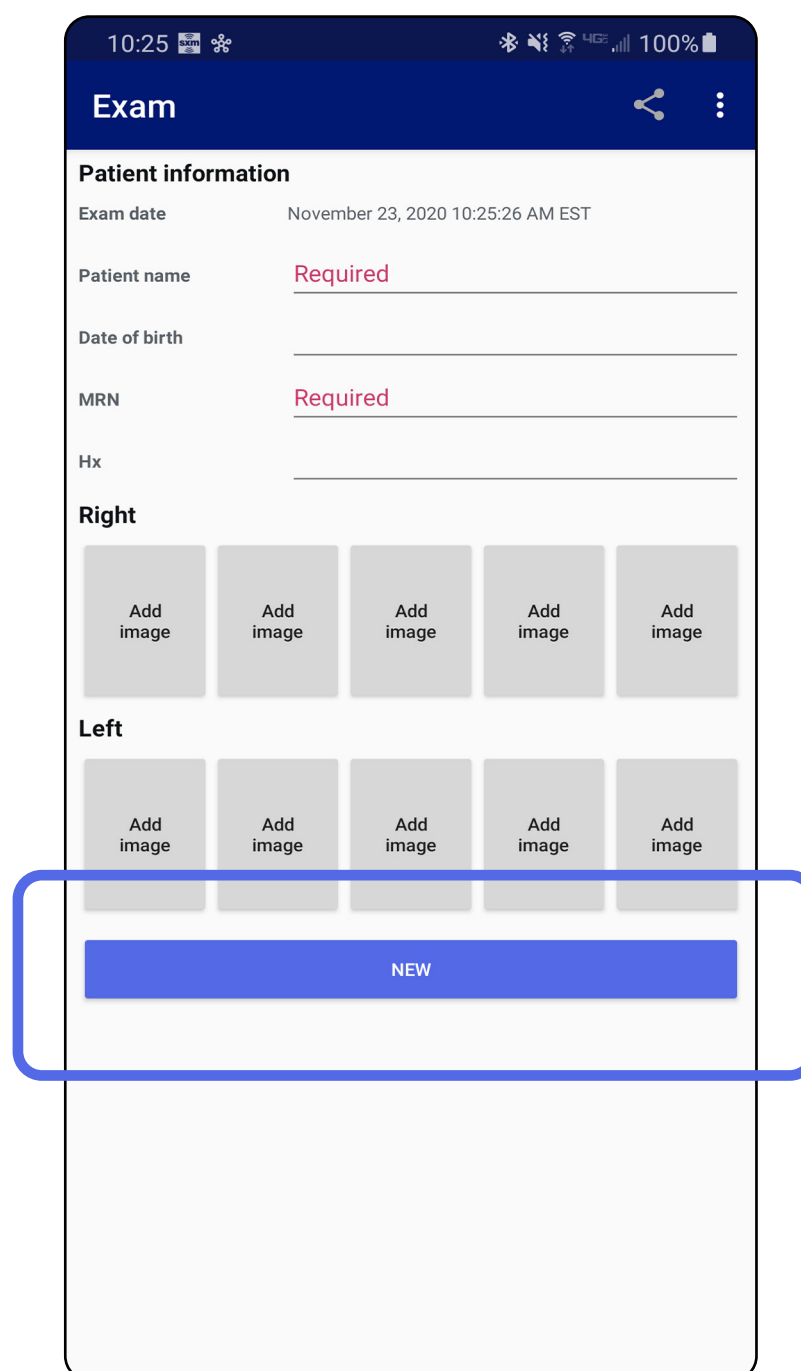 10:25 sxm 4GE 100%
Exam
Patient information
Exam date November 23, 2020 10:25:26 AM EST
Patient name Required
Date of birth
MRN Required
Hx
Right
Add image Add image Add image Add image Add image
Left
Add image Add image Add image Add image Add image
NEW